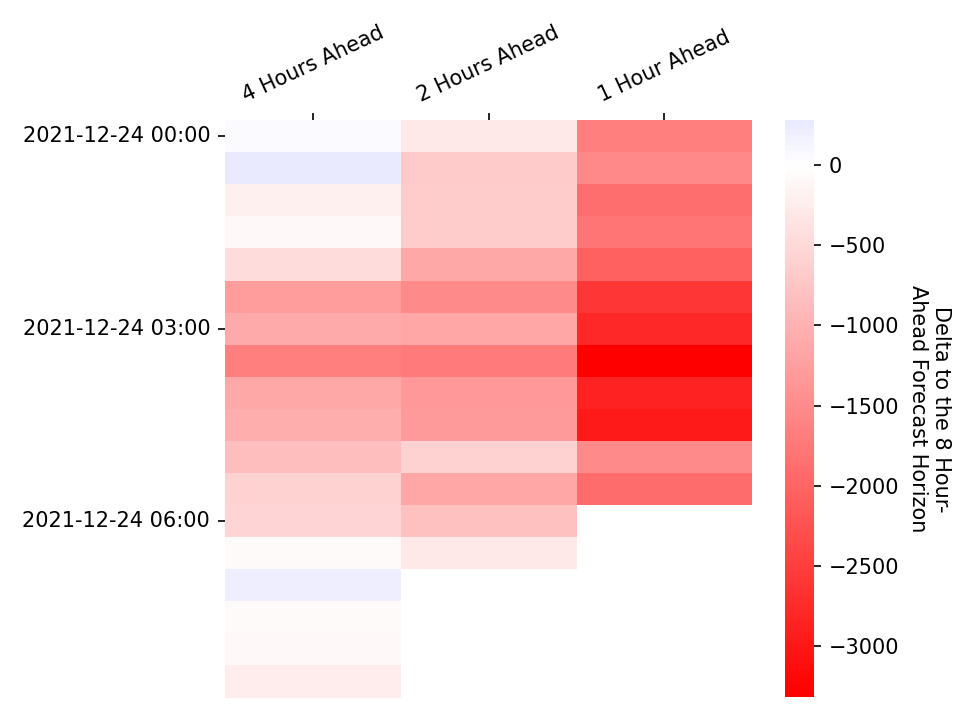 4 Hours Ahead
2 Hours Ahead
1 Hour Ahead
2021-12-24 00:00
2021-12-24 03:00
2021-12-24 06:00
0
−500
−1000
−1500
−2000
−2500
−3000
Delta to the 8 Hour-
Ahead Forecast Horizon